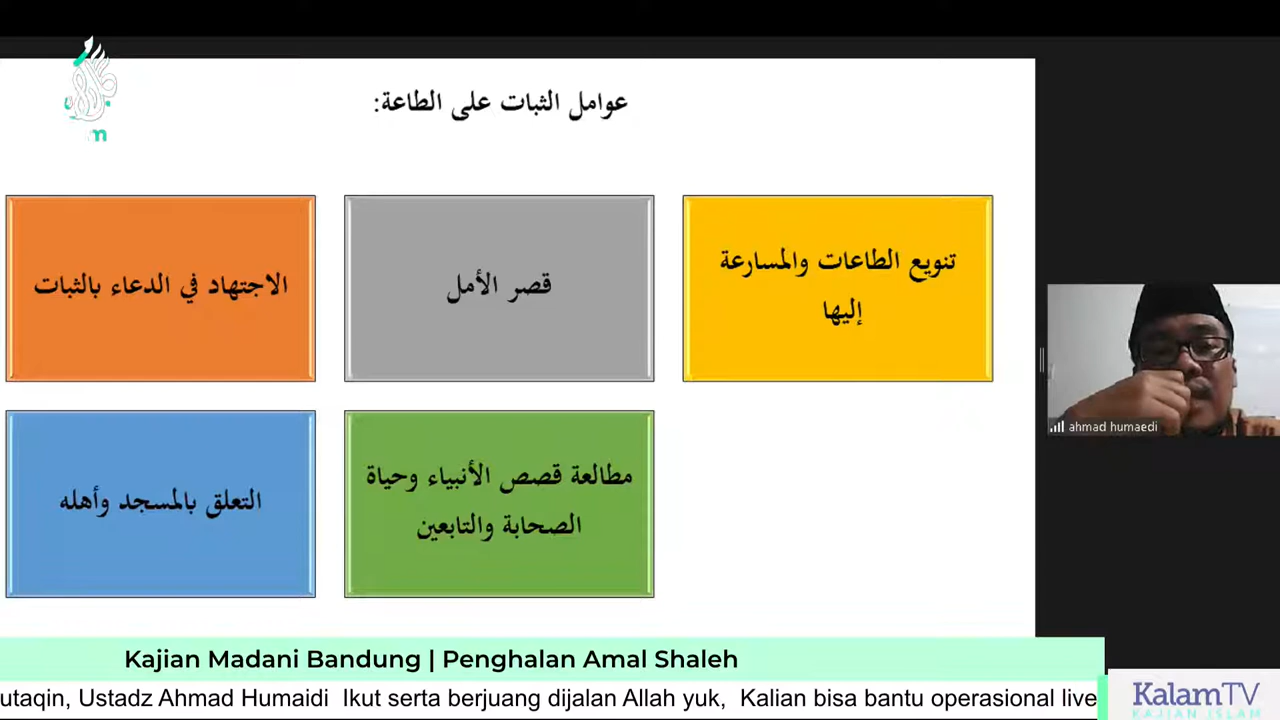 عوامل الثبات على الطاعة:
تنويع الطاعات والمسارعة
إليها
قصر الأمل
الاجتهاد في الدعاء بالثبات
مطالعة قصص الأنبياء وحياة
الصحابة والتابعين
التعلق بالمسجد وأهله
ahmad humaedi
Kajian Madani Bandung | Penghalan Amal Shaleh
utaqin, Ustadz Ahmad Humaidi Ikut serta berjuang dijalan Allah yuk, Kalian bisa bantu operasional live
KalamTV
KAJIAN ISLAM